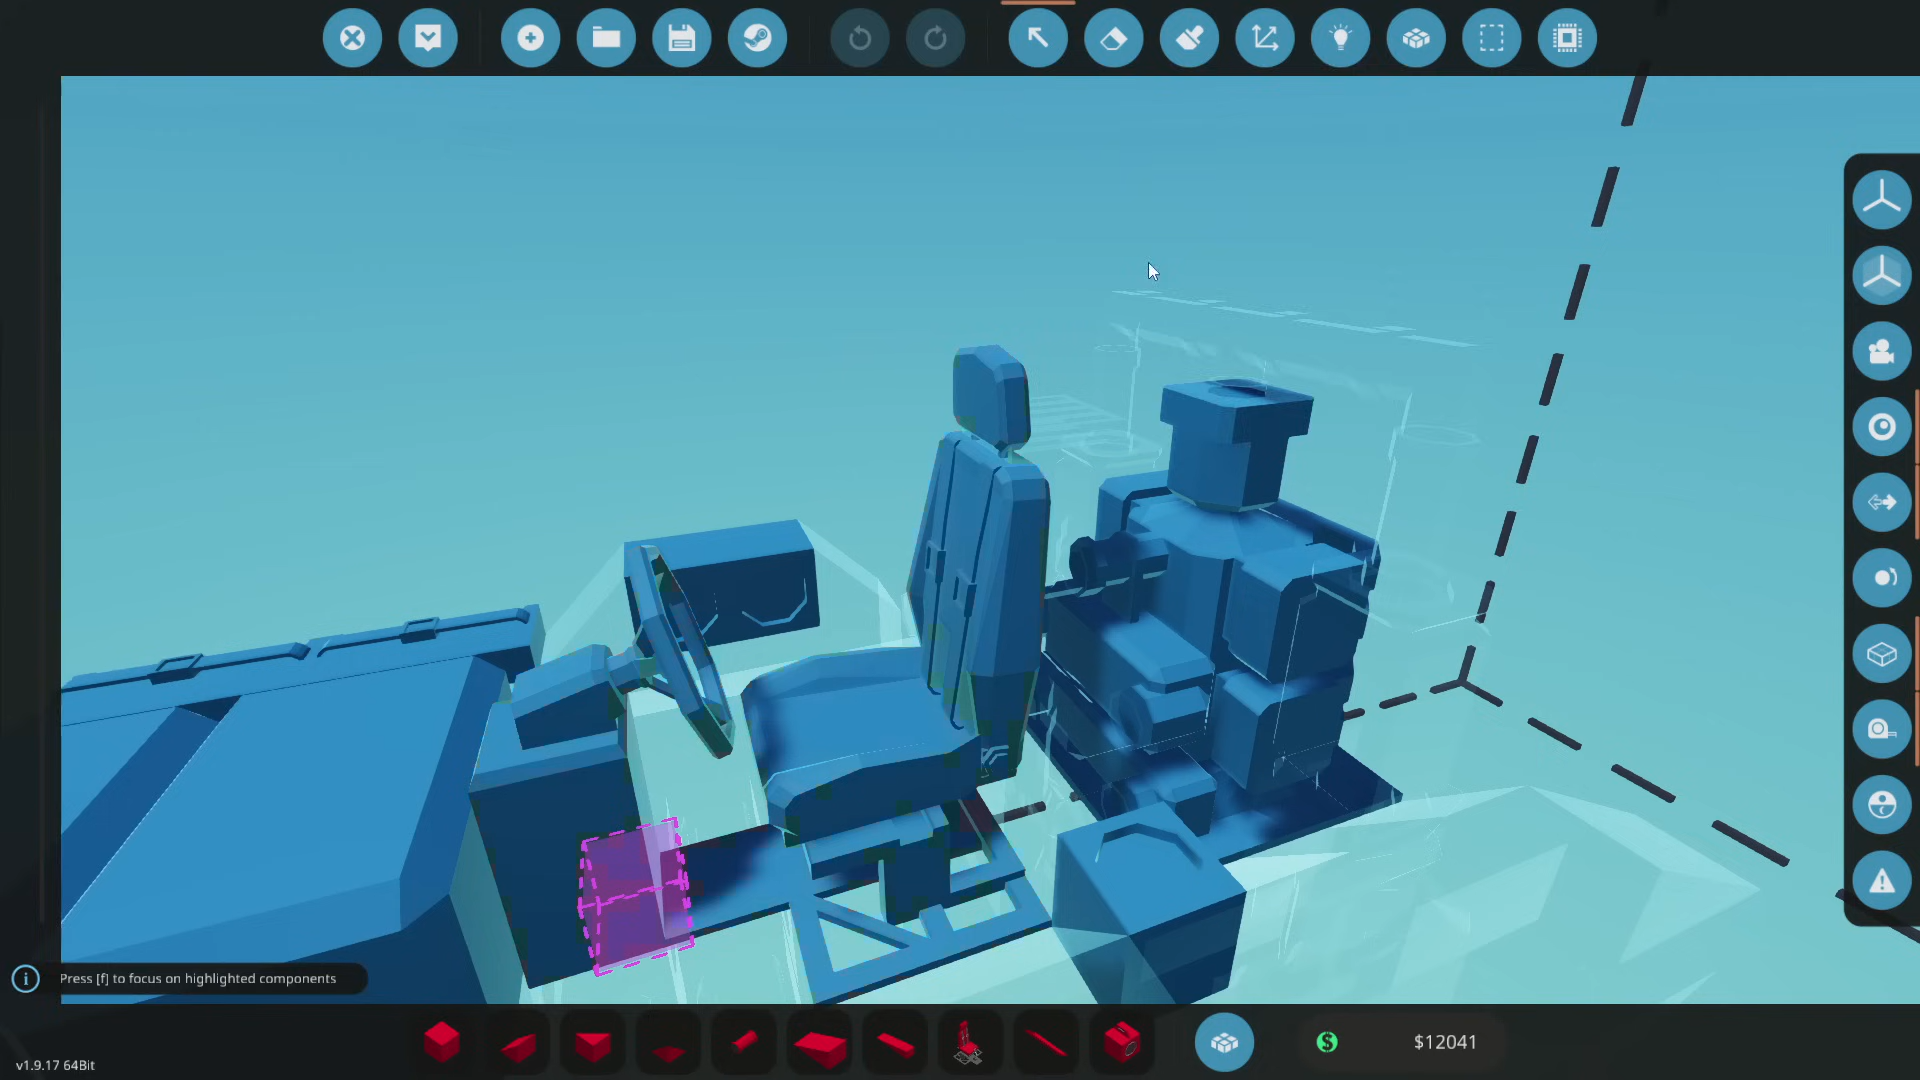 Press [f] to focus on highlighted components
$ $12041
v1.9.17 64Bit